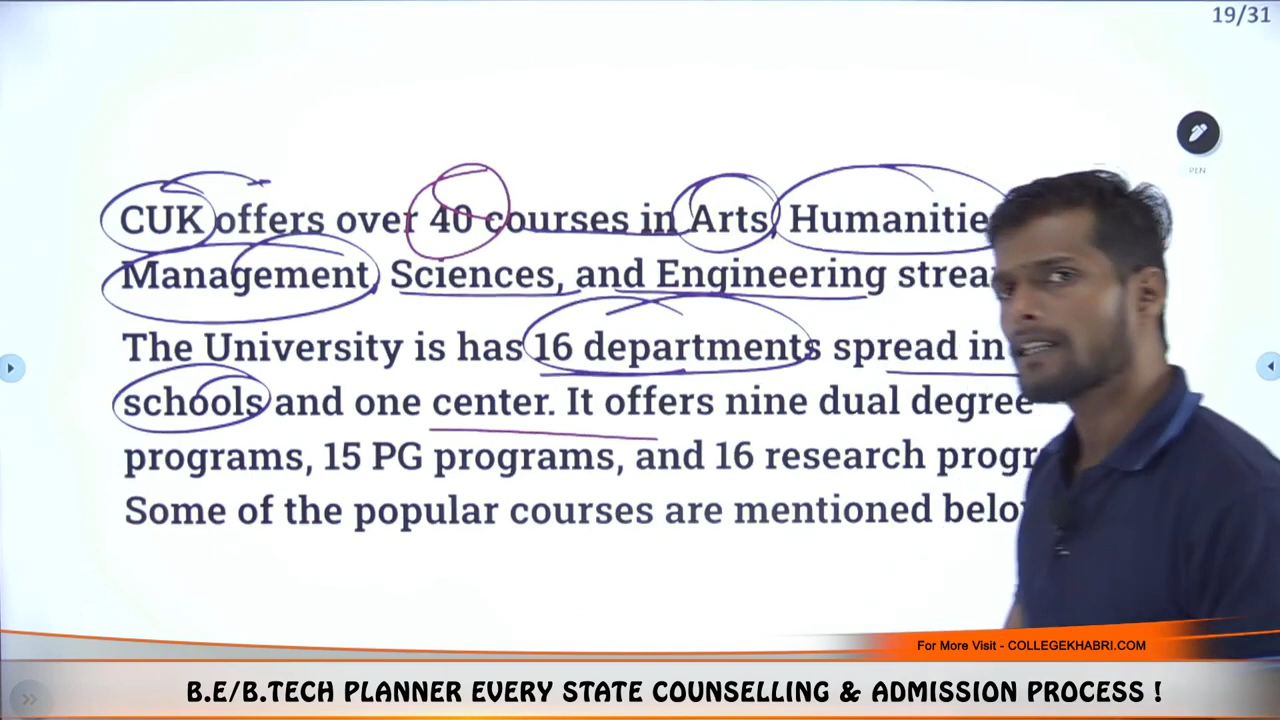 19/31
PEN
CUK offers over 40 courses in Arts, Humanitie
Management, Sciences, and Engineering strea
The University is has 16 departments spread in
schools and one center. It offers nine dual degree
programs, 15 PG programs, and 16 research progr
Some of the popular courses are mentioned belo
For More Visit - COLLEGEKHABRI.COM
B.E/B.TECH PLANNER EVERY STATE COUNSELLING & ADMISSION PROCESS !